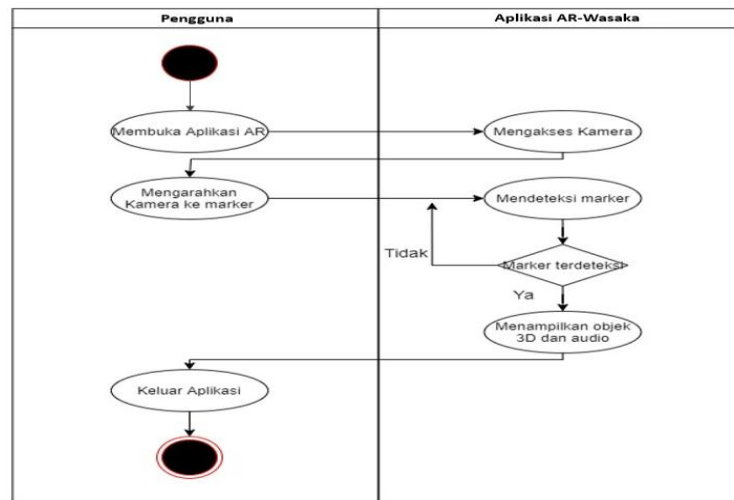 Pengguna
Aplikasi AR-Wasaka
Membuka Aplikasi AR
Mengakses Kamera
Mengarahkan
Kamera ke marker
Mendeteksi marker
Tidak
Marker terdeteksi
Ya
Menampilkan objek
3D dan audio
Keluar Aplikasi